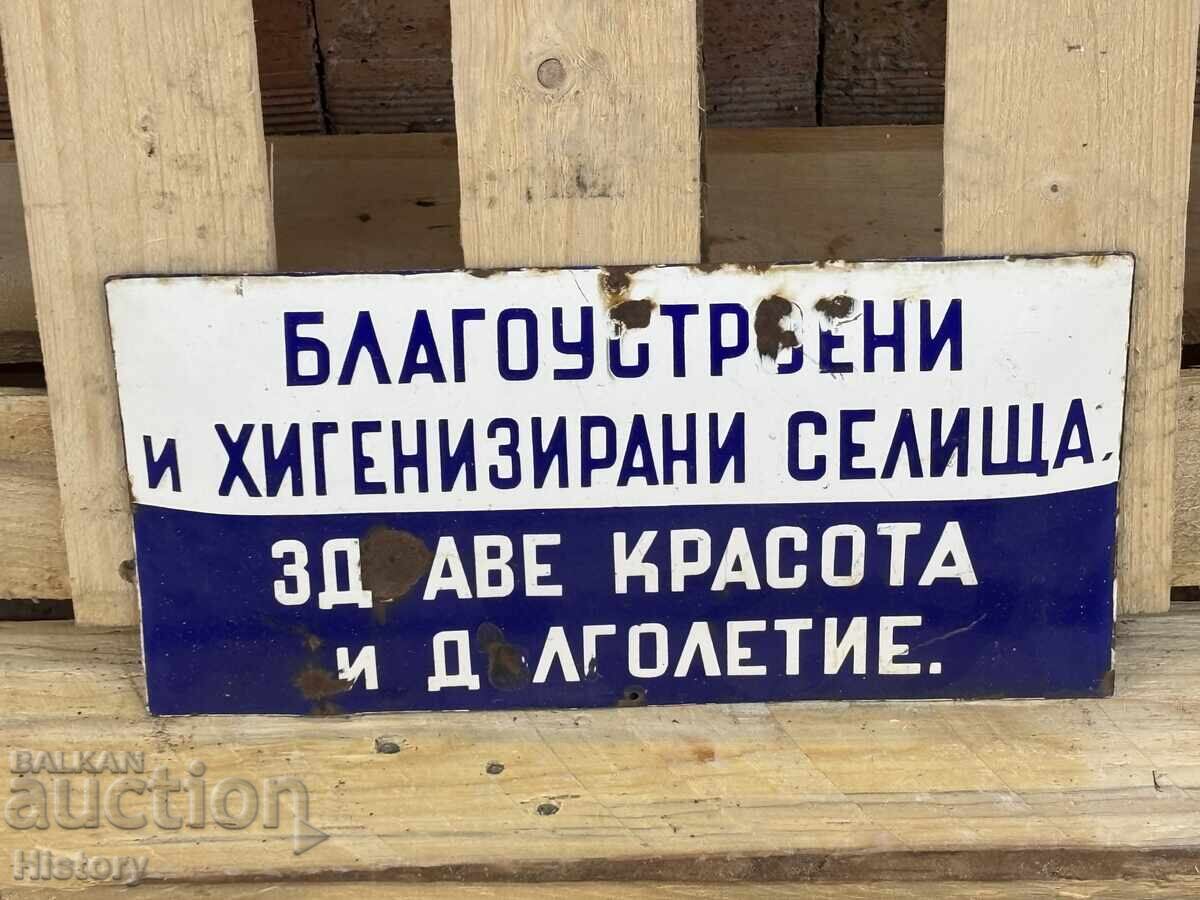 БЛАГОУСТРОЕНИ
И ХИГЕНИЗИРАНИ СЕЛИЩА.
ЗДРАВЕ КРАСОТА
И ДЪЛГОЛЕТИЕ.
BALKAN
auction
History